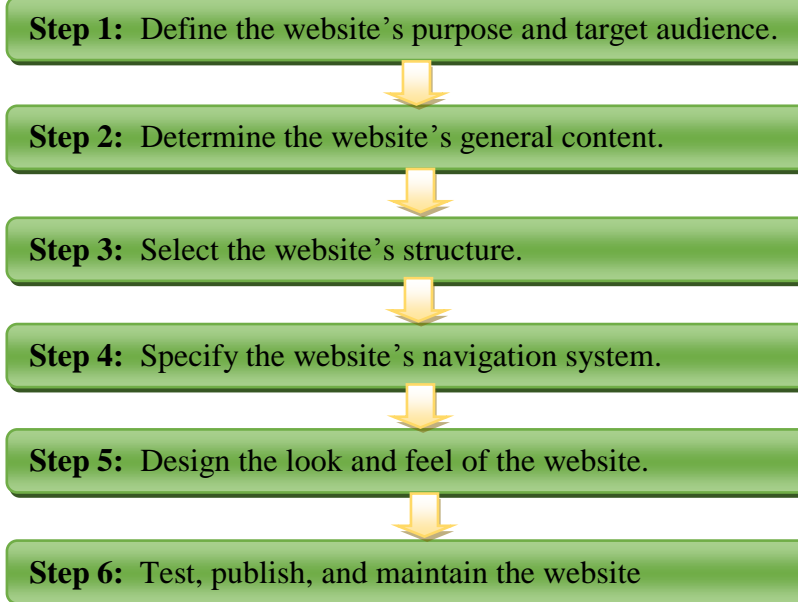 Step 1: Define the website’s purpose and target audience.
Step 2: Determine the website’s general content.
Step 3: Select the website’s structure.
Step 4: Specify the website’s navigation system.
Step 5: Design the look and feel of the website.
Step 6: Test, publish, and maintain the website